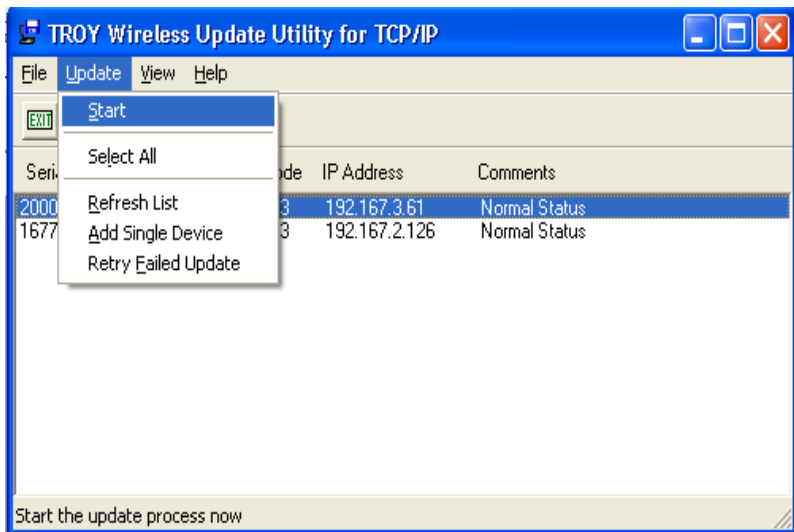 TROY Wireless Update Utility for TCP/IP
File Update View Help
EXIT
Start
Select All
Refresh List
Add Single Device
Retry Failed Update
IP Address Comments
3 192.167.3.61 Normal Status
3 192.167.2.126 Normal Status
Start the update process now